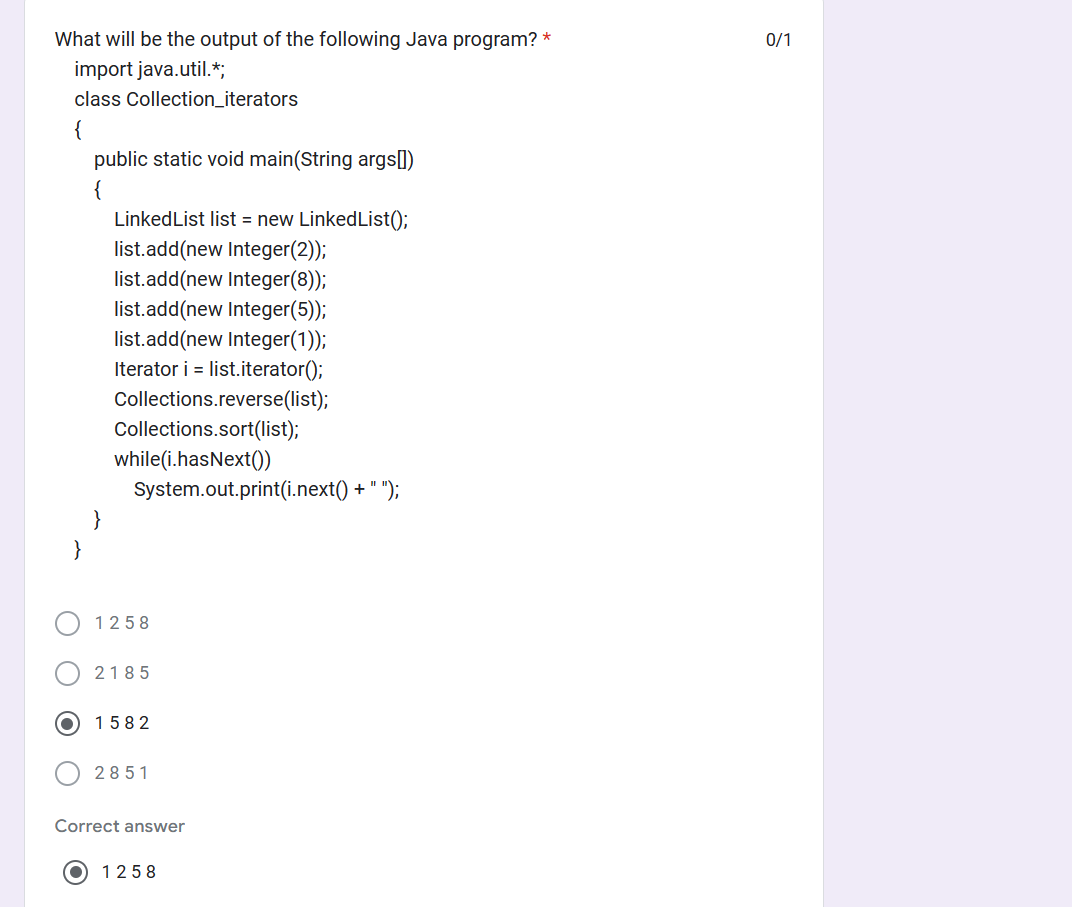 What will be the output of the following Java program? *
0/1
import java.util.*;
class Collection_iterators
{
public static void main(String args[])
{
LinkedList list = new LinkedList();
list.add(new Integer(2));
list.add(new Integer(8));
list.add(new Integer(5));
list.add(new Integer(1));
Iterator i = list.iterator();
Collections.reverse(list);
Collections.sort(list);
while(i.hasNext())
System.out.print(i.next() + " ");
}
}
1 2 5 8
2 1 8 5
1 5 8 2
2 8 5 1
Correct answer
1 2 5 8